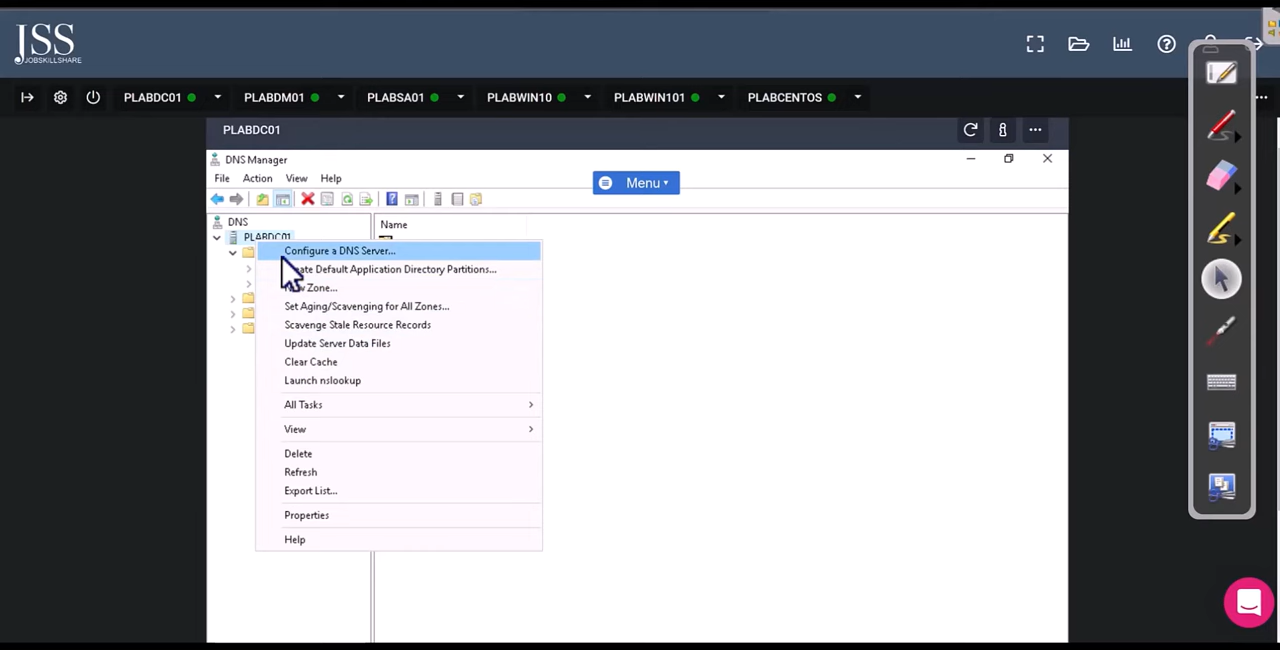 JSS
JOBSKILLSHARE
PLABDC01
PLABDM01
PLABSA01
PLABWIN10
PLABWIN101
PLABCENTOS
PLABDC01
DNS Manager
File Action View Help
Menu
DNS
Name
PLABDC01
Configure a DNS Server...
Default Application Directory Partitions...
Zone...
Set Aging/Scavenging for All Zones...
Scavenge Stale Resource Records
Update Server Data Files
Clear Cache
Launch nslookup
All Tasks
View
Delete
Refresh
Export List...
Properties
Help